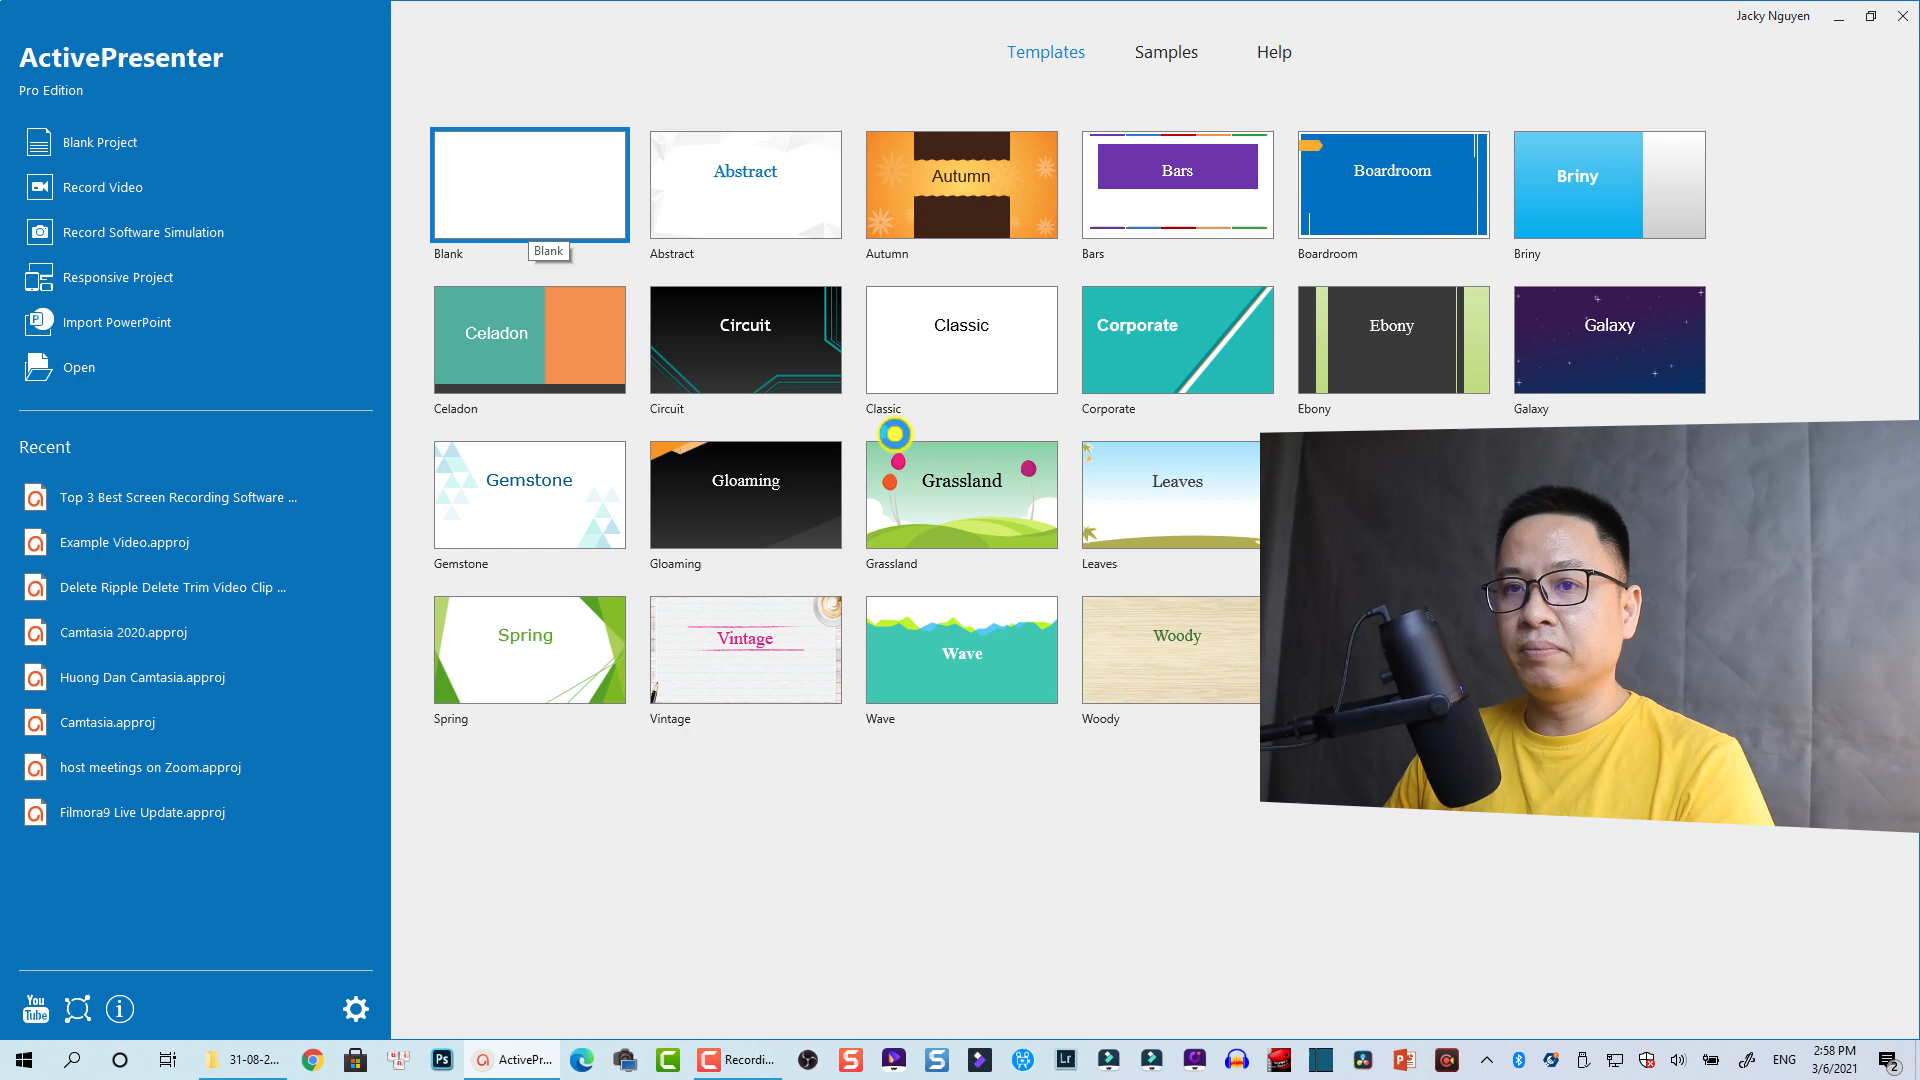 Jacky Nguyen
ActivePresenter
Pro Edition
Templates
Samples
Help
Blank Project
Record Video
Record Software Simulation
Responsive Project
Import PowerPoint
Open
Recent
Top 3 Best Screen Recording Software ...
Example Video.approj
Delete Ripple Delete Trim Video Clip ...
Camtasia 2020.approj
Huong Dan Camtasia.approj
Camtasia.approj
host meetings on Zoom.approj
Filmora9 Live Update.approj
You
Tube
Abstract
Autumn
Bars
Boardroom
Briny
Blank
Blank
Abstract
Autumn
Bars
Boardroom
Briny
Celadon
Circuit
Classic
Corporate
Ebony
Galaxy
Celadon
Circuit
Classic
Corporate
Ebony
Galaxy
Gemstone
Gloaming
Grassland
Leaves
Gemstone
Gloaming
Grassland
Leaves
Spring
Vintage
Wave
Woody
Spring
Vintage
Wave
Woody
31-08-2...
Ps
ActivePr...
Recordi...
Lr
ENG
2:58 PM
3/6/2021
2